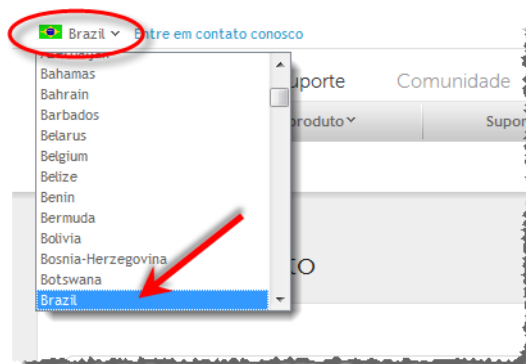 Brazil Entre em contato conosco
Bahamas
Bahrain
Barbados
Belarus
Belgium
Belize
Benin
Bermuda
Bolivia
Bosnia-Herzegovina
Botswana
Brazil
uporte Comunidade
produto Supor
to